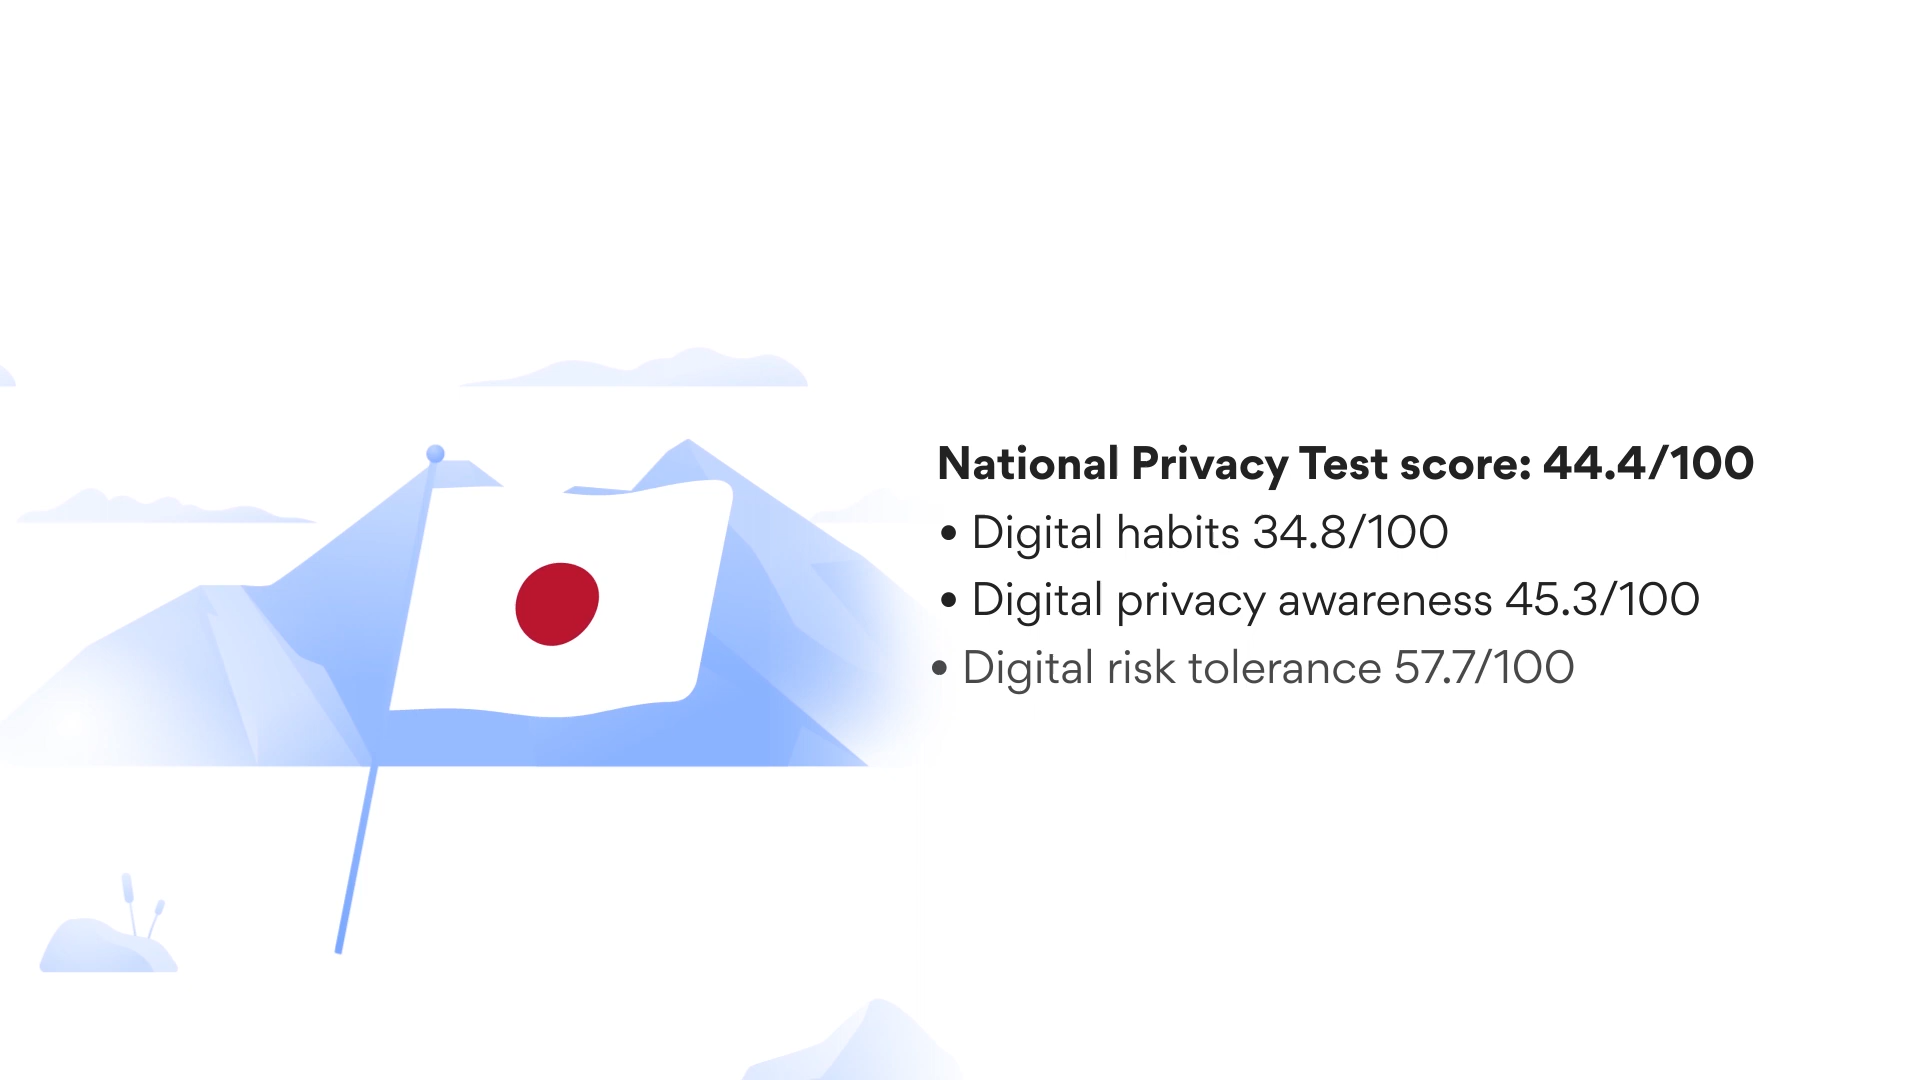 National Privacy Test score: 44.4/100
• Digital habits 34.8/100
• Digital privacy awareness 45.3/100
• Digital risk tolerance 57.7/100